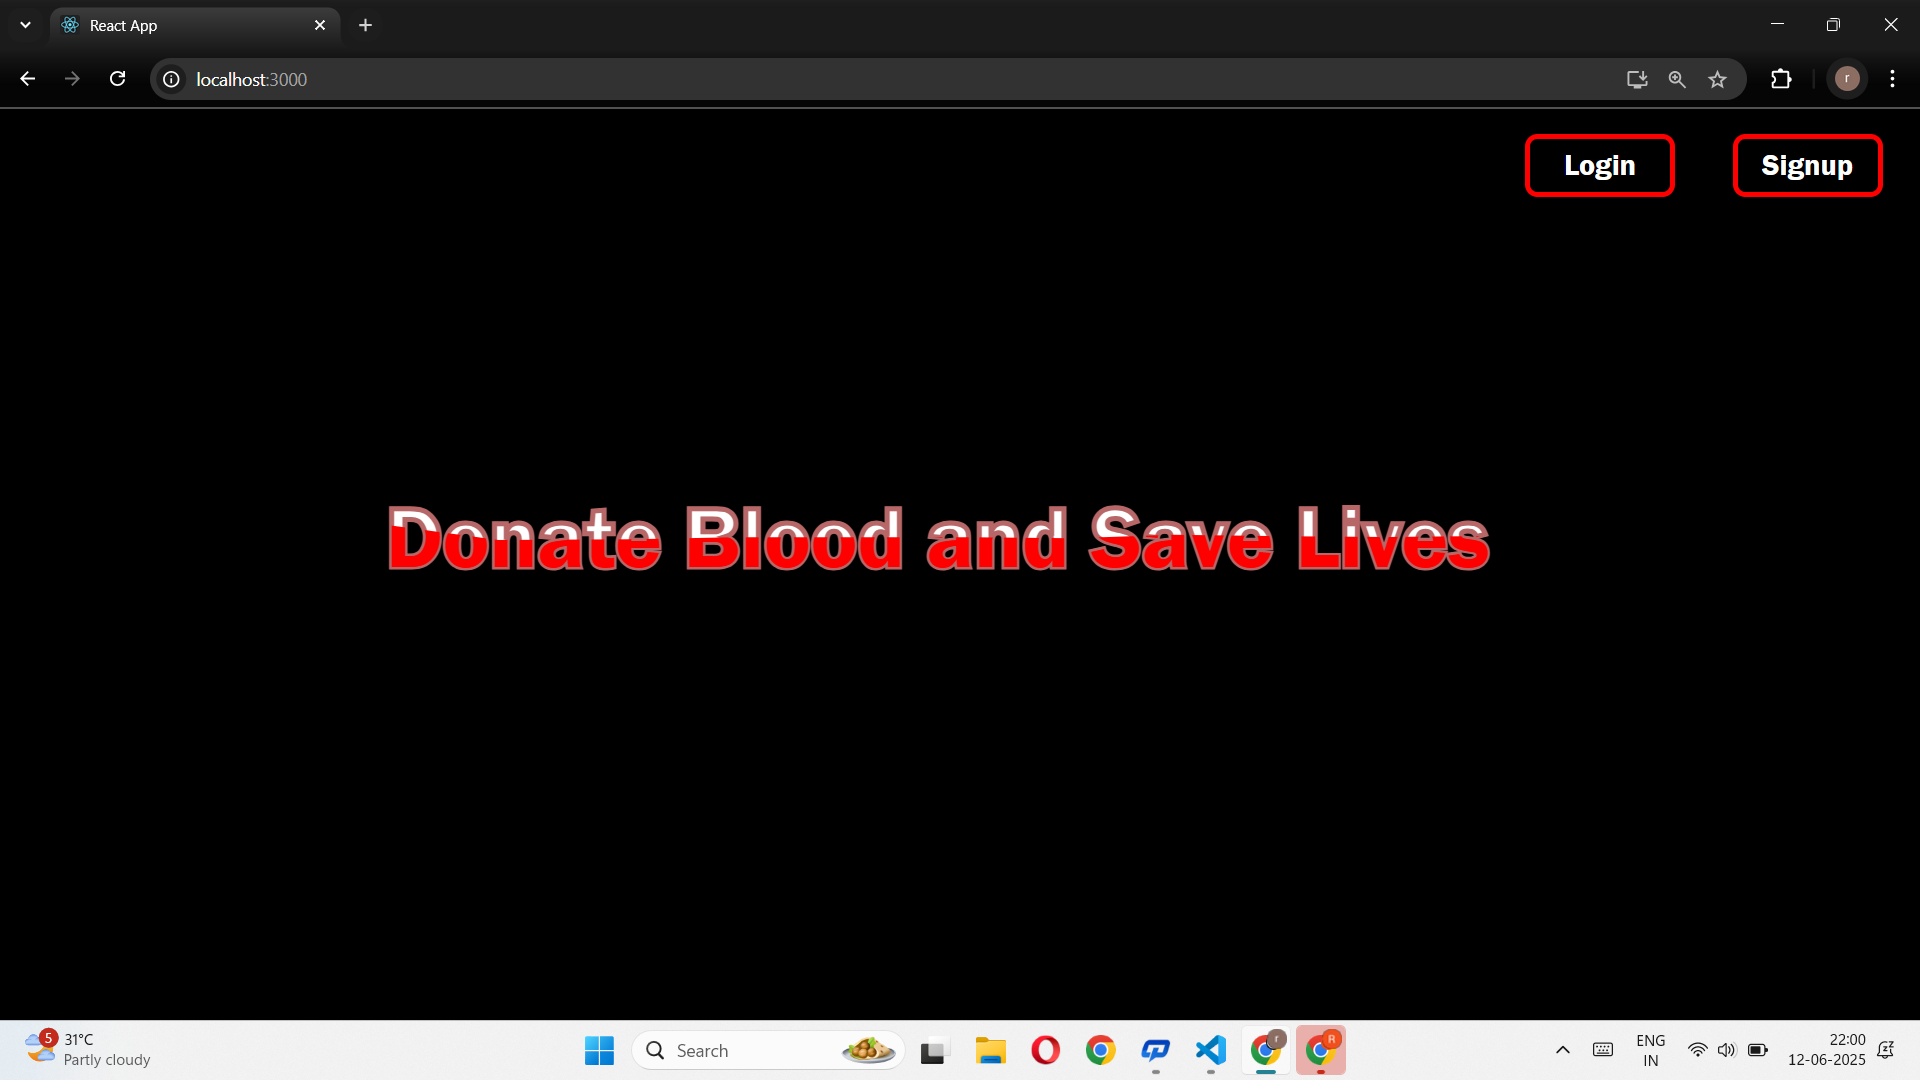 React App
localhost:3000
r
Login
Signup
Donate Blood and Save Lives
5
31°C
Partly cloudy
Search
r
R
ENG
IN
22:00
12-06-2025